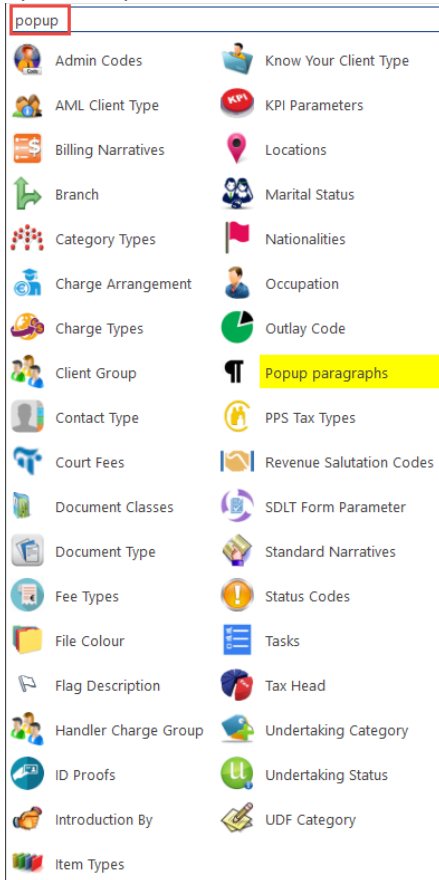 popup
Admin Codes
AML Client Type
Billing Narratives
Branch
Category Types
Charge Arrangement
Charge Types
Client Group
Contact Type
Court Fees
Document Classes
Document Type
Fee Types
File Colour
Flag Description
Handler Charge Group
ID Proofs
Introduction By
Item Types
Know Your Client Type
KPI
KPI Parameters
Locations
Marital Status
Nationalities
Occupation
Outlay Code
¶ Popup paragraphs
PPS Tax Types
Revenue Salutation Codes
SDLT Form Parameter
Standard Narratives
Status Codes
Tasks
Tax Head
Undertaking Category
Undertaking Status
UDF Category